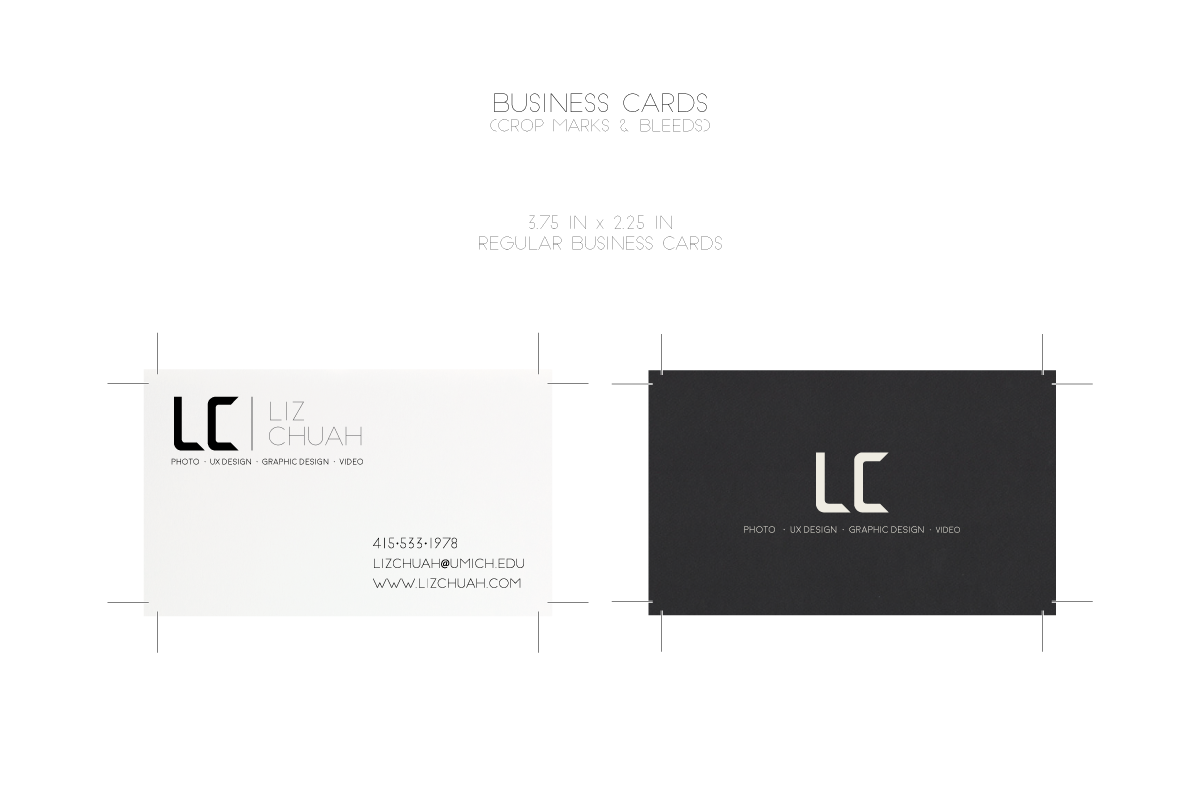 BUSINESS CARDS
(CROP MARKS & BLEEDS)
3.75 IN x 2.25 IN
REGULAR BUSINESS CARDS
LC | LIZ
CHUAH
PHOTO · UX DESIGN · GRAPHIC DESIGN · VIDEO
415•533•1978
LIZCHUAH@UMICH.EDU
WWW.LIZCHUAH.COM
LC
PHOTO · UX DESIGN · GRAPHIC DESIGN · VIDEO